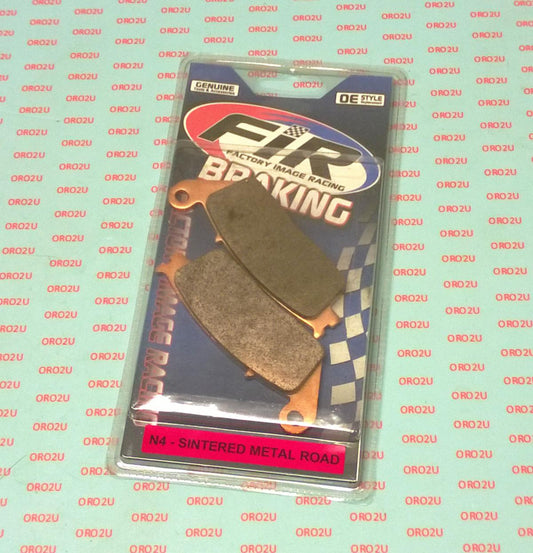 GENUINE
OE STYLE
FIR
FACTORY IMAGE RACING
BRAKING
N4 - SINTERED METAL ROAD
ORO2U